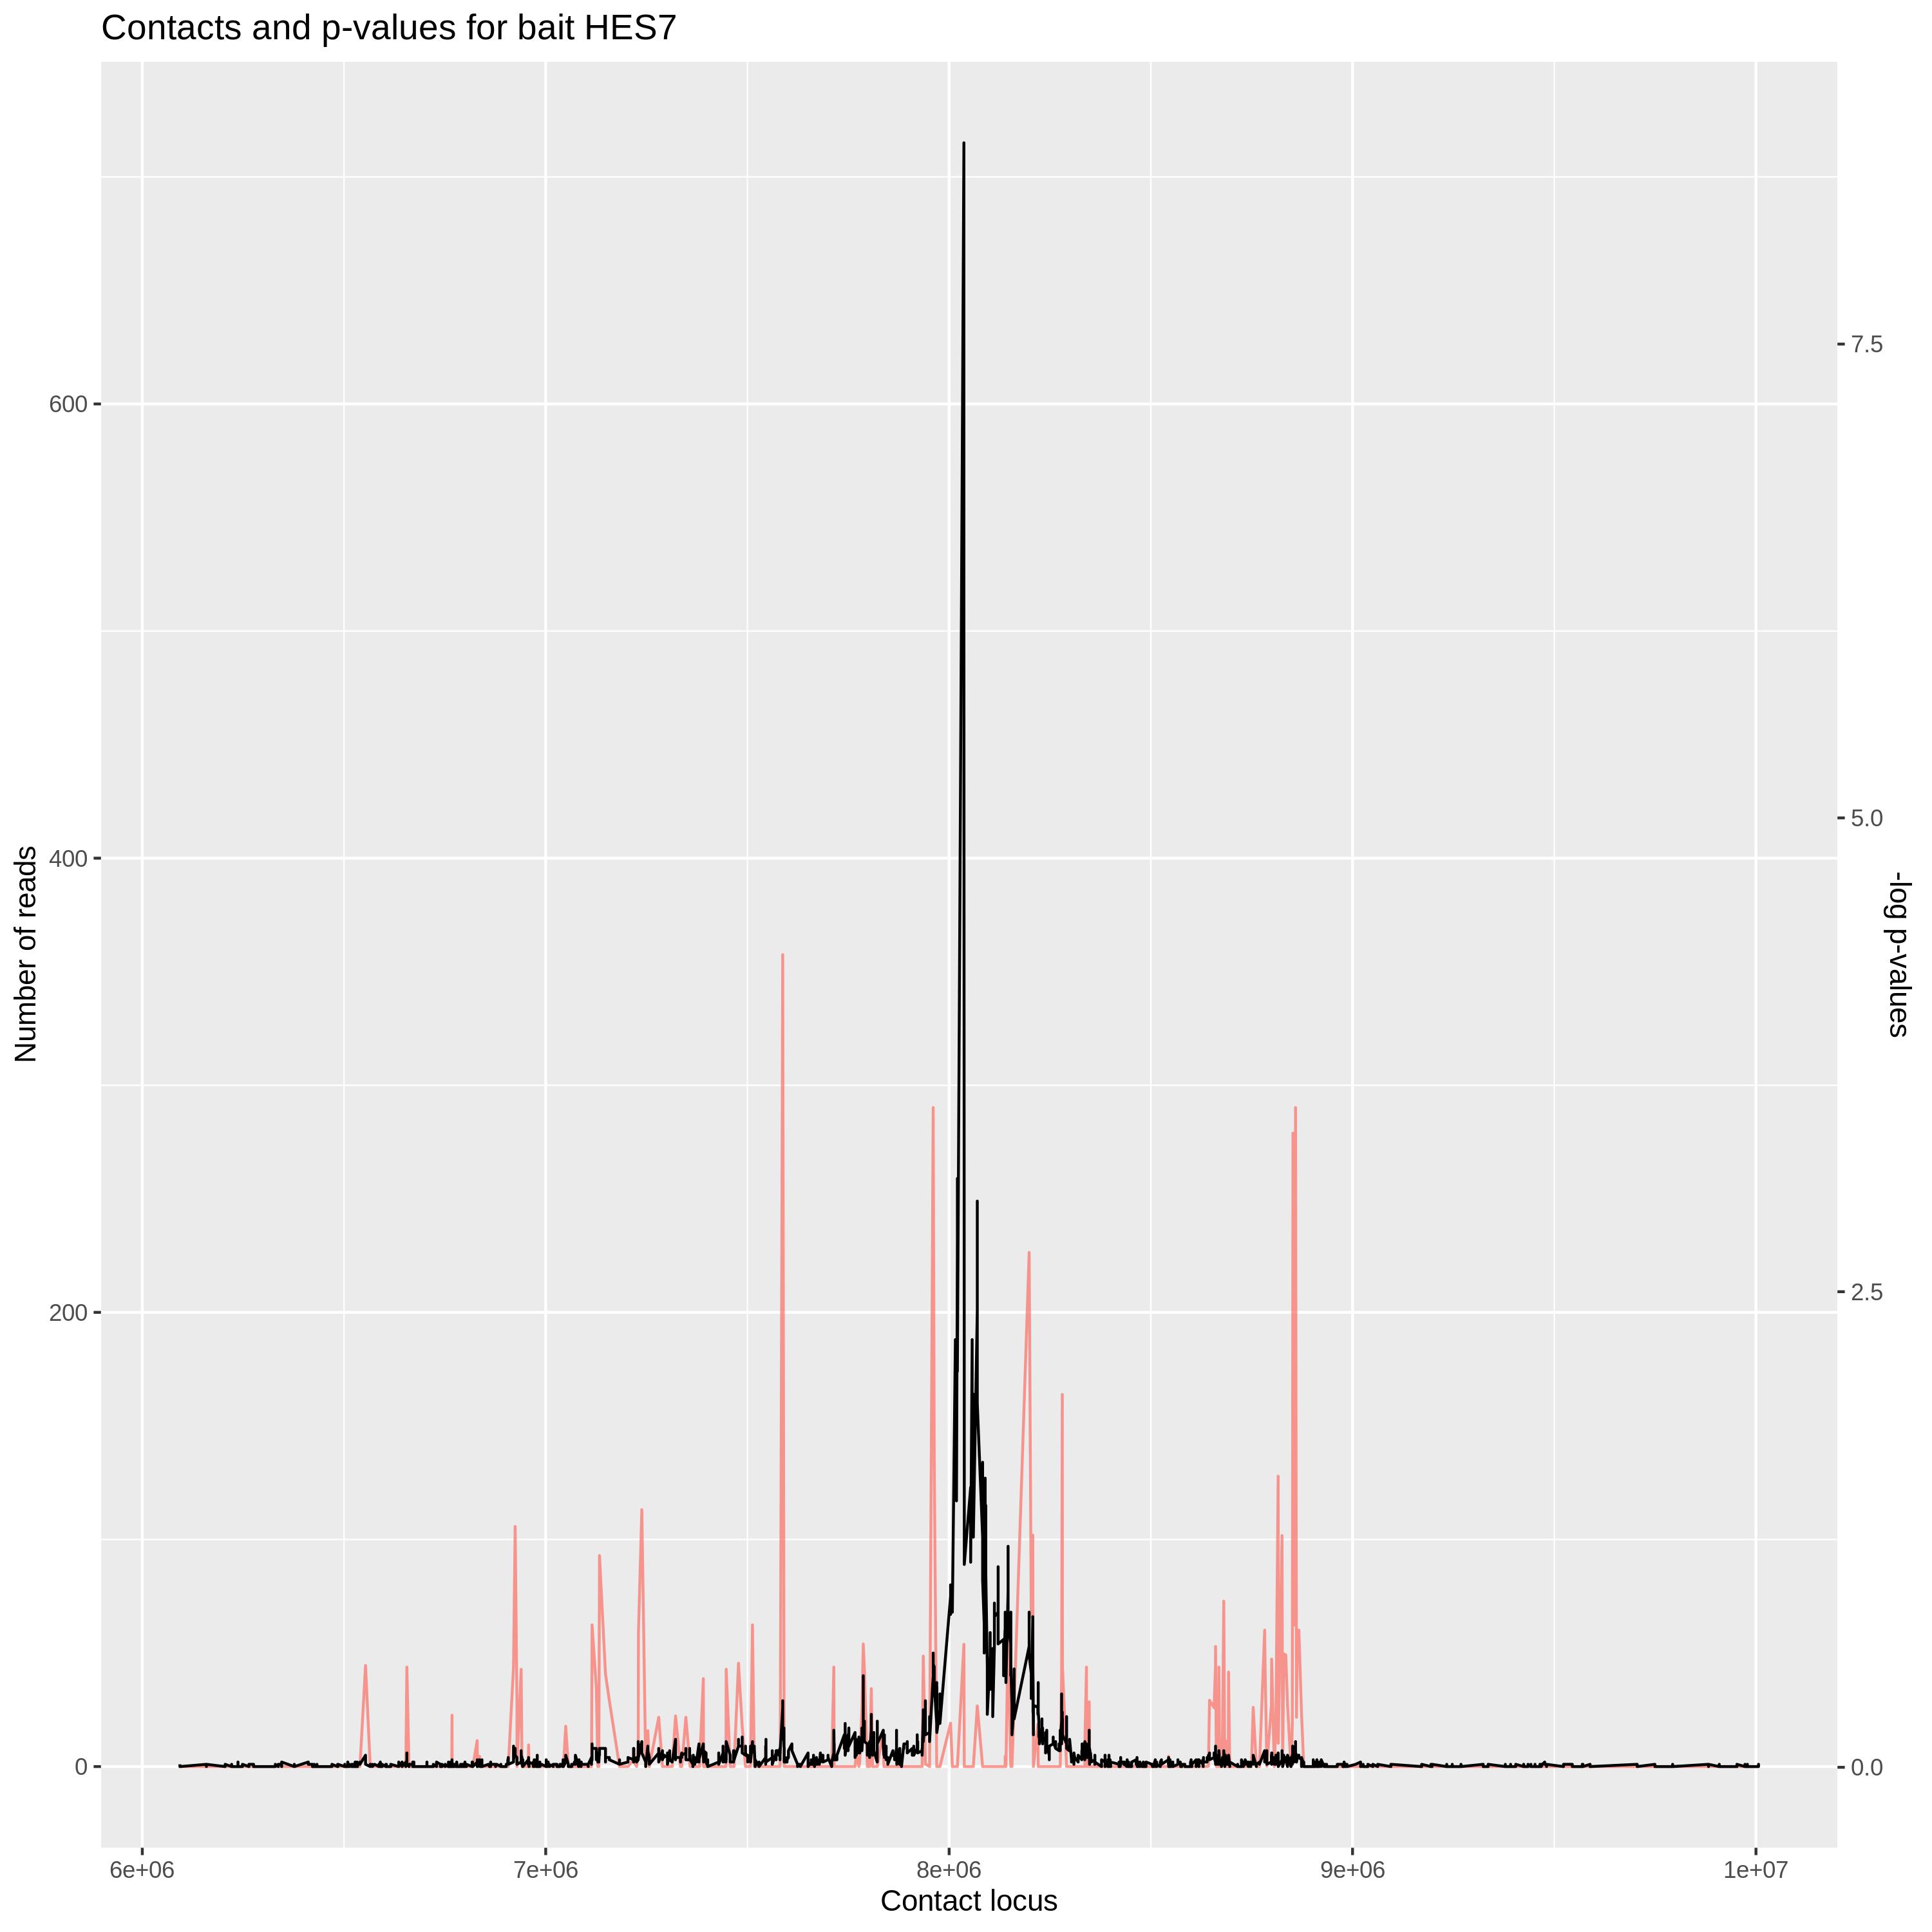 Contacts and p-values for bait HES7
Number of reads
600
400
200
0
7.5
5.0
2.5
0.0
-log p-values
6e+06
7e+06
8e+06
9e+06
1e+07
Contact locus